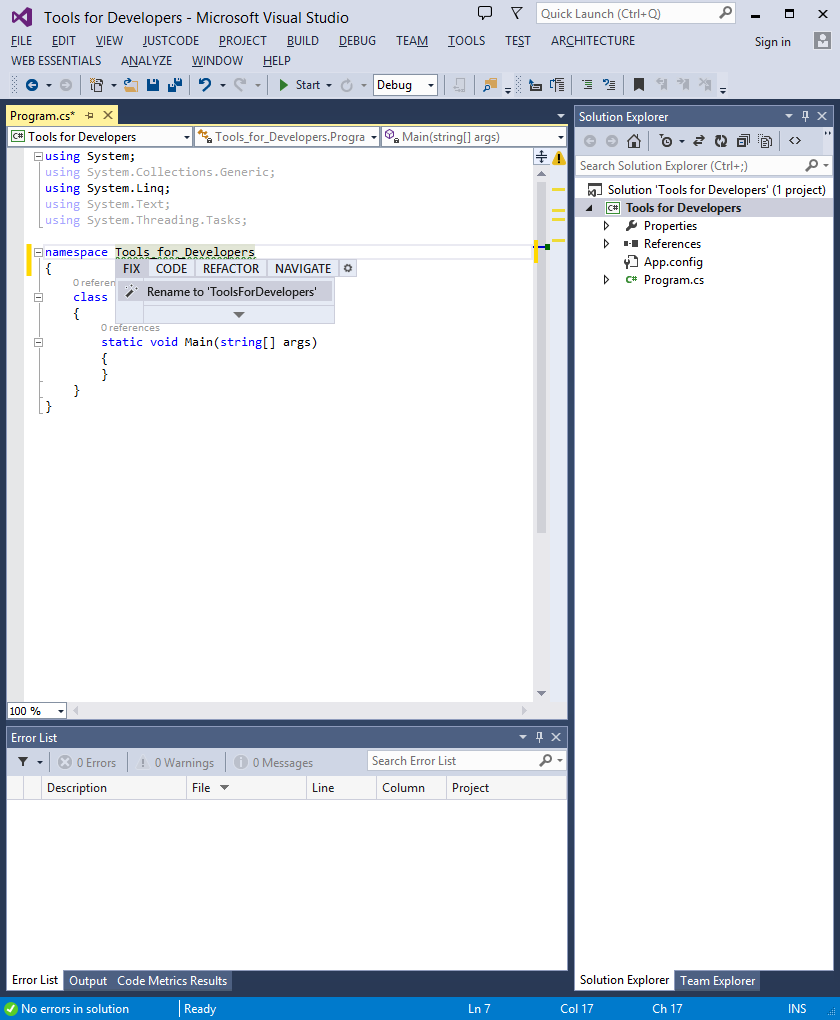 Tools for Developers - Microsoft Visual Studio
Quick Launch (Ctrl+Q)
FILE EDIT VIEW JUSTCODE PROJECT BUILD DEBUG TEAM TOOLS TEST ARCHITECTURE
Sign in
WEB ESSENTIALS ANALYZE WINDOW HELP
Start Debug
Program.cs*
Tools for Developers Tools_for_Developers.Progra Main(string[] args)
using System;
using System.Collections.Generic;
using System.Linq;
using System.Text;
using System.Threading.Tasks;
namespace Tools_for_Developers
{
FIX CODE REFACTOR NAVIGATE
0 referen
Rename to 'ToolsForDevelopers'
class
{
0 references
static void Main(string[] args)
{
}
}
}
100 %
Error List
0 Errors 0 Warnings 0 Messages Search Error List
Description File Line Column Project
Error List Output Code Metrics Results
Solution Explorer
Search Solution Explorer (Ctrl+;)
Solution 'Tools for Developers' (1 project)
C# Tools for Developers
Properties
References
App.config
C# Program.cs
Solution Explorer Team Explorer
No errors in solution Ready Ln 7 Col 17 Ch 17 INS